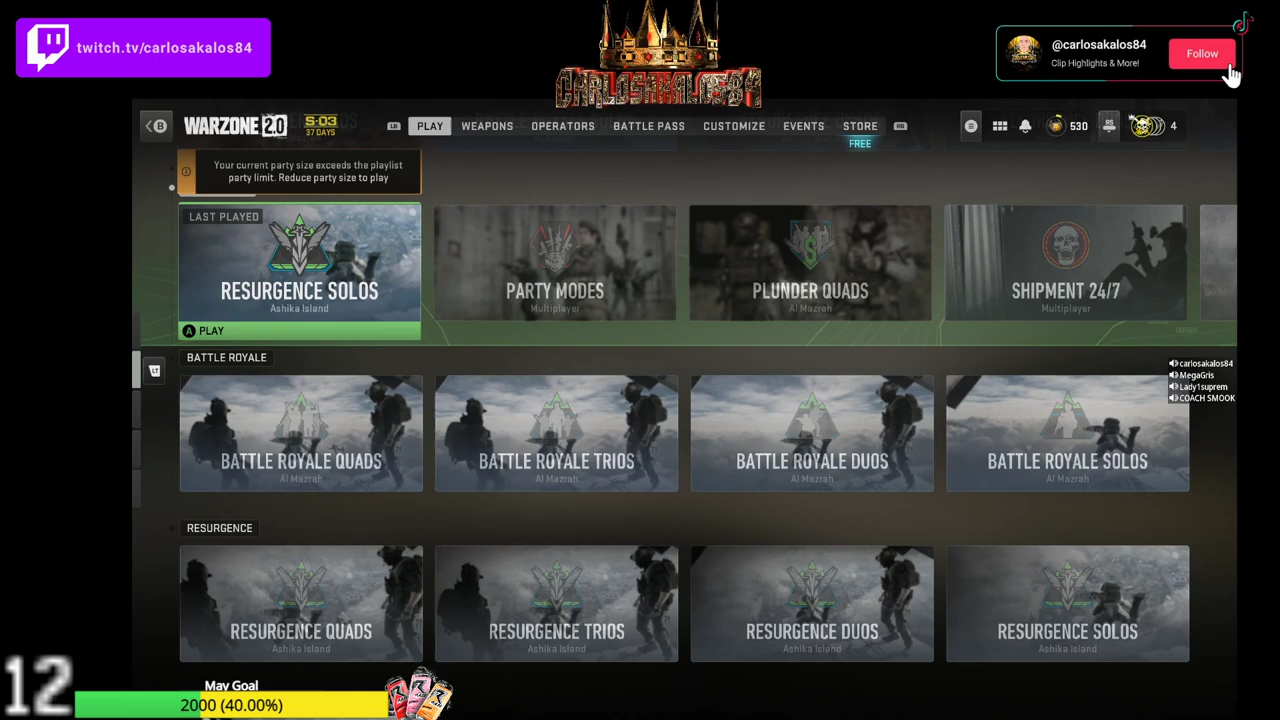 twitch.tv/carlosakalos84
CARLOSAKALOS84
@carlosakalos84
Clip Highlights & More!
Follow
B
WARZONE 2.0
S-03
37 DAYS
LB
PLAY
WEAPONS
OPERATORS
BATTLE PASS
CUSTOMIZE
EVENTS
STORE
RB
FREE
530
RS
4
Your current party size exceeds the playlist
party limit. Reduce party size to play
LAST PLAYED
RESURGENCE SOLOS
Ashika Island
A PLAY
PARTY MODES
Multiplayer
PLUNDER QUADS
Al Mazrah
SHIPMENT 24/7
Multiplayer
LT
BATTLE ROYALE
carlosakalos84
MegaGris
Lady1suprem
COACH SMOOK
BATTLE ROYALE QUADS
Al Mazrah
BATTLE ROYALE TRIOS
Al Mazrah
BATTLE ROYALE DUOS
Al Mazrah
BATTLE ROYALE SOLOS
Al Mazrah
RESURGENCE
RESURGENCE QUADS
Ashika Island
RESURGENCE TRIOS
Ashika Island
RESURGENCE DUOS
Ashika Island
RESURGENCE SOLOS
Ashika Island
12
May Goal
2000 (40.00%)